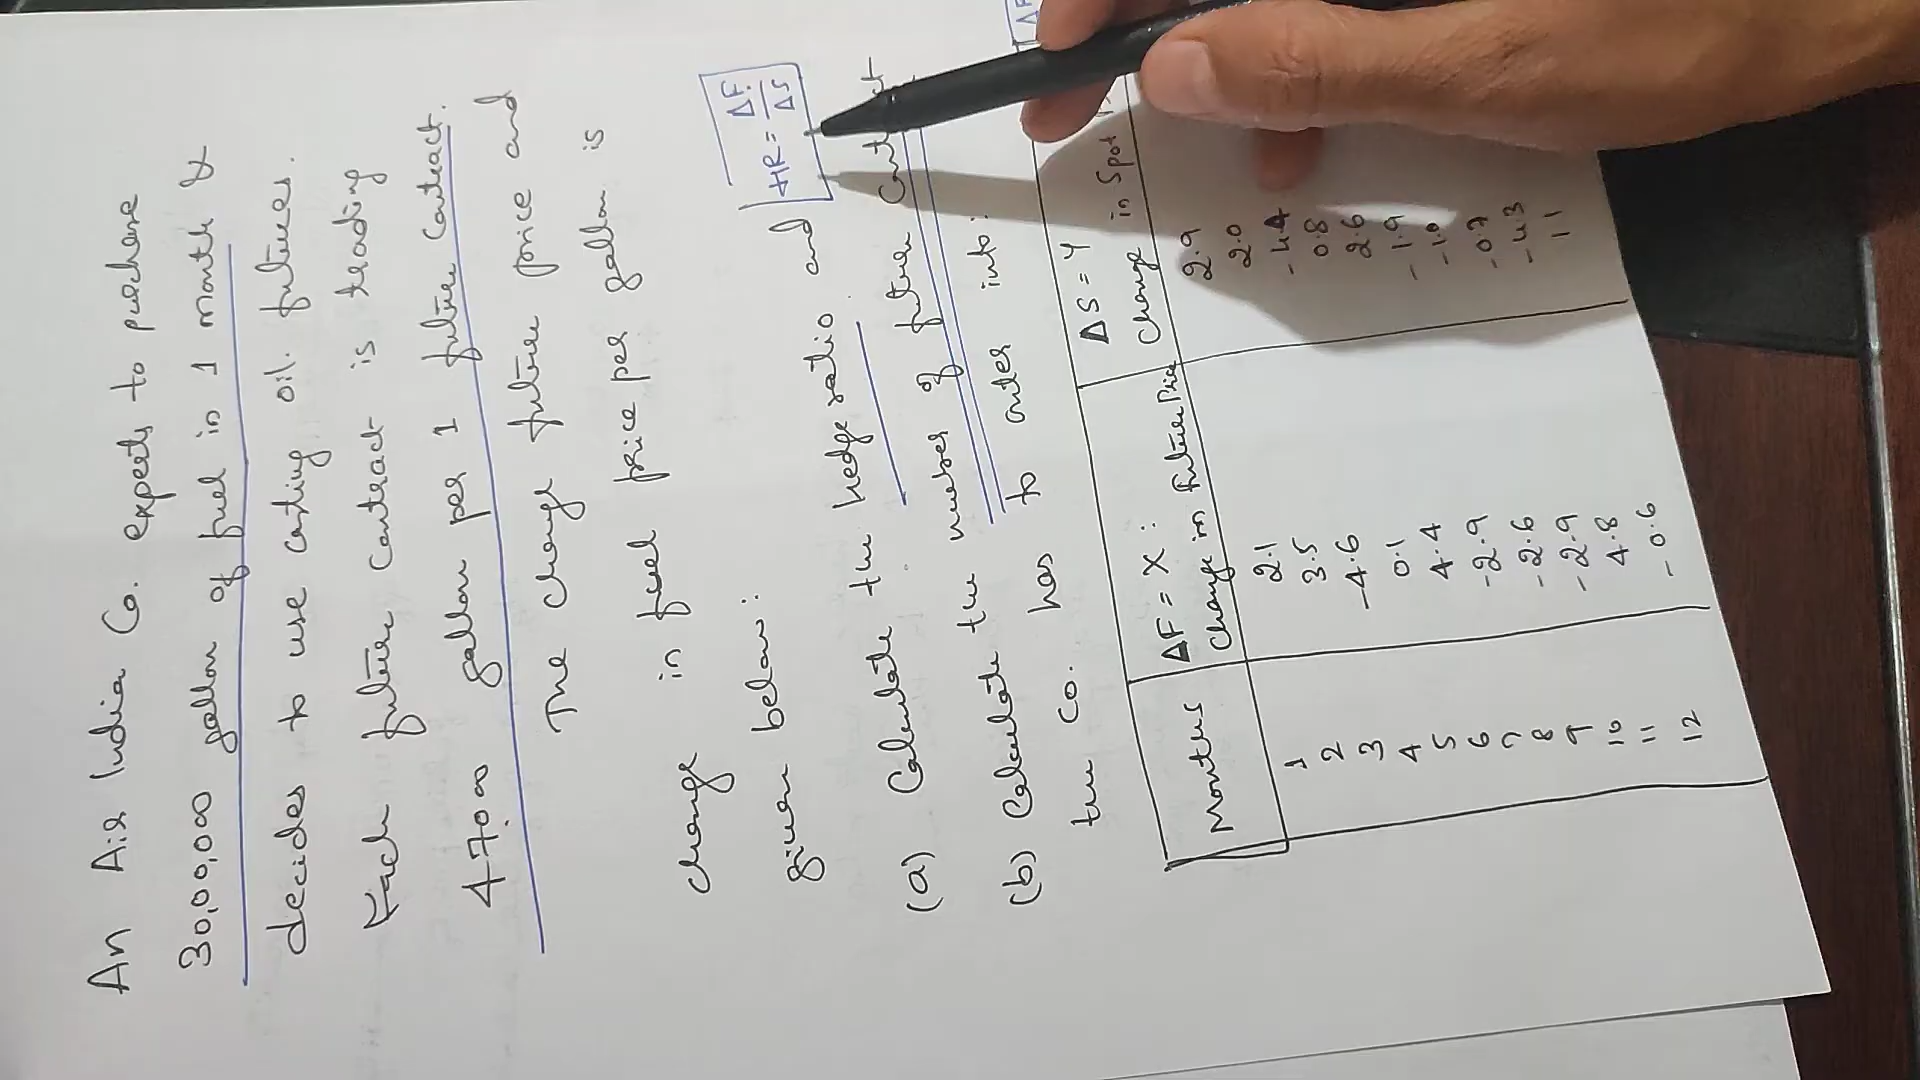 An Air India Co. expects to purchase
30,00,000 gallon of fuel in 1 month &
decides to use casting oil futures.
Each future contract is trading
47000 gallon per 1 future contract.
The change future price and
change in fuel price per gallon is
given below:
HR = ΔF/ΔS
(a) Calculate the hedge ratio and
(b) Calculate the number of future
the co. has to enter into:
Months
ΔF = X :
Change in future Price
ΔS = Y
Change in Spot
1 2.1 2.9
2 3.5 2.0
3 -4.6 -4.4
4 0.1 0.8
5 4.4 2.6
6 -2.9 -1.9
7 -2.6
8 -2.9 -0.7
9 4.8 -4.3
10 -0.6 11
11
12